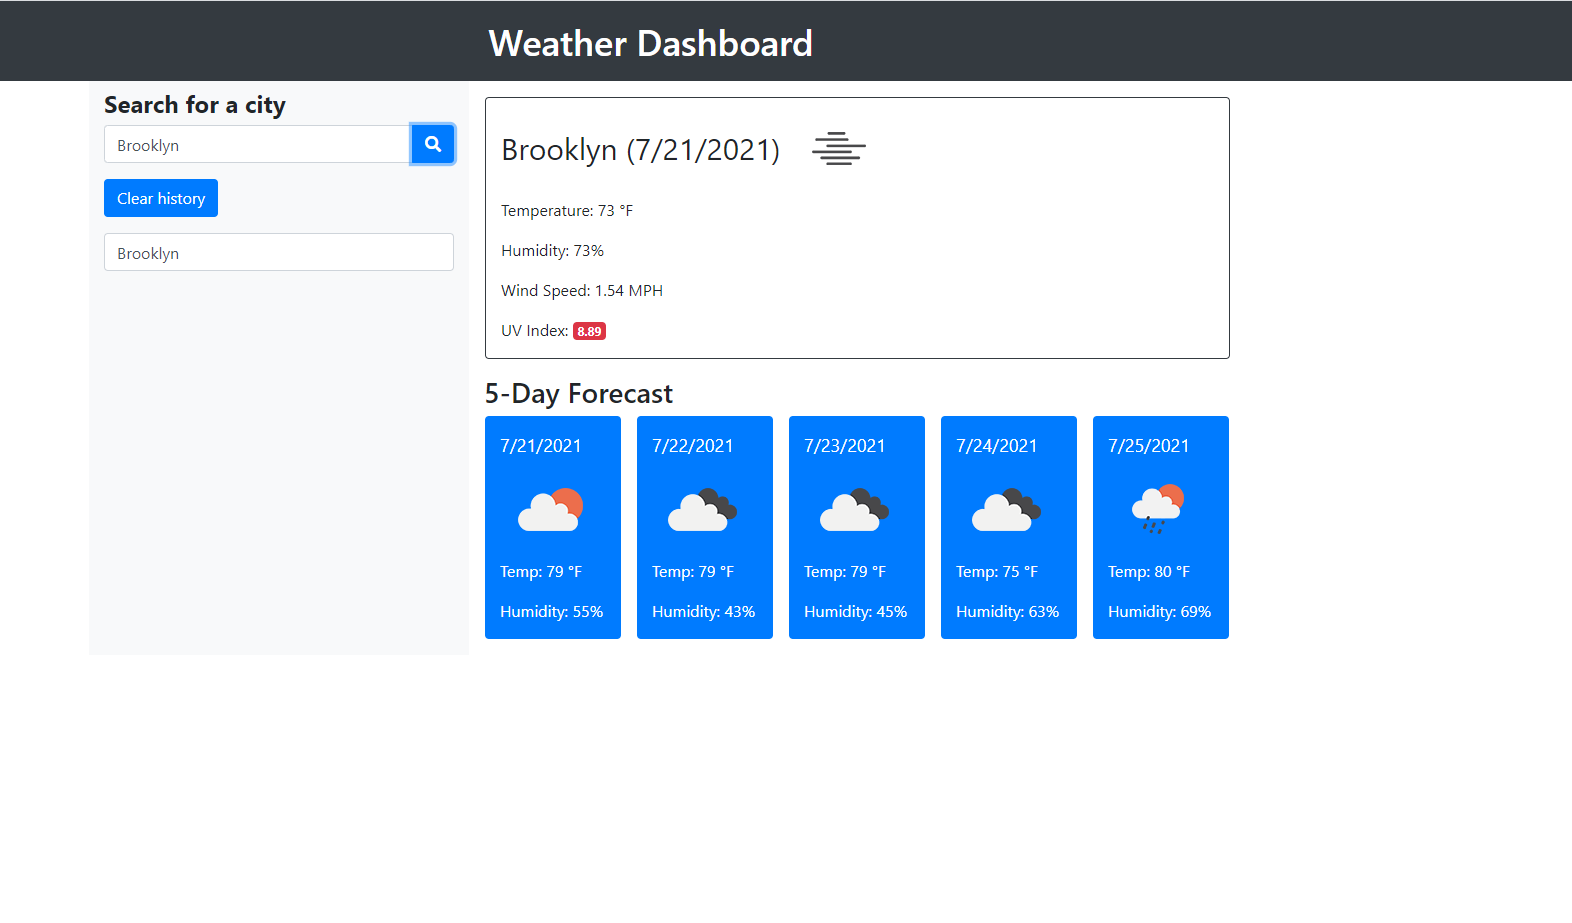 Weather Dashboard
Search for a city
Brooklyn
Clear history
Brooklyn
Brooklyn (7/21/2021)
Temperature: 73 °F
Humidity: 73%
Wind Speed: 1.54 MPH
UV Index: 8.89
5-Day Forecast
7/21/2021
Temp: 79 °F
Humidity: 55%
7/22/2021
Temp: 79 °F
Humidity: 43%
7/23/2021
Temp: 79 °F
Humidity: 45%
7/24/2021
Temp: 75 °F
Humidity: 63%
7/25/2021
Temp: 80 °F
Humidity: 69%